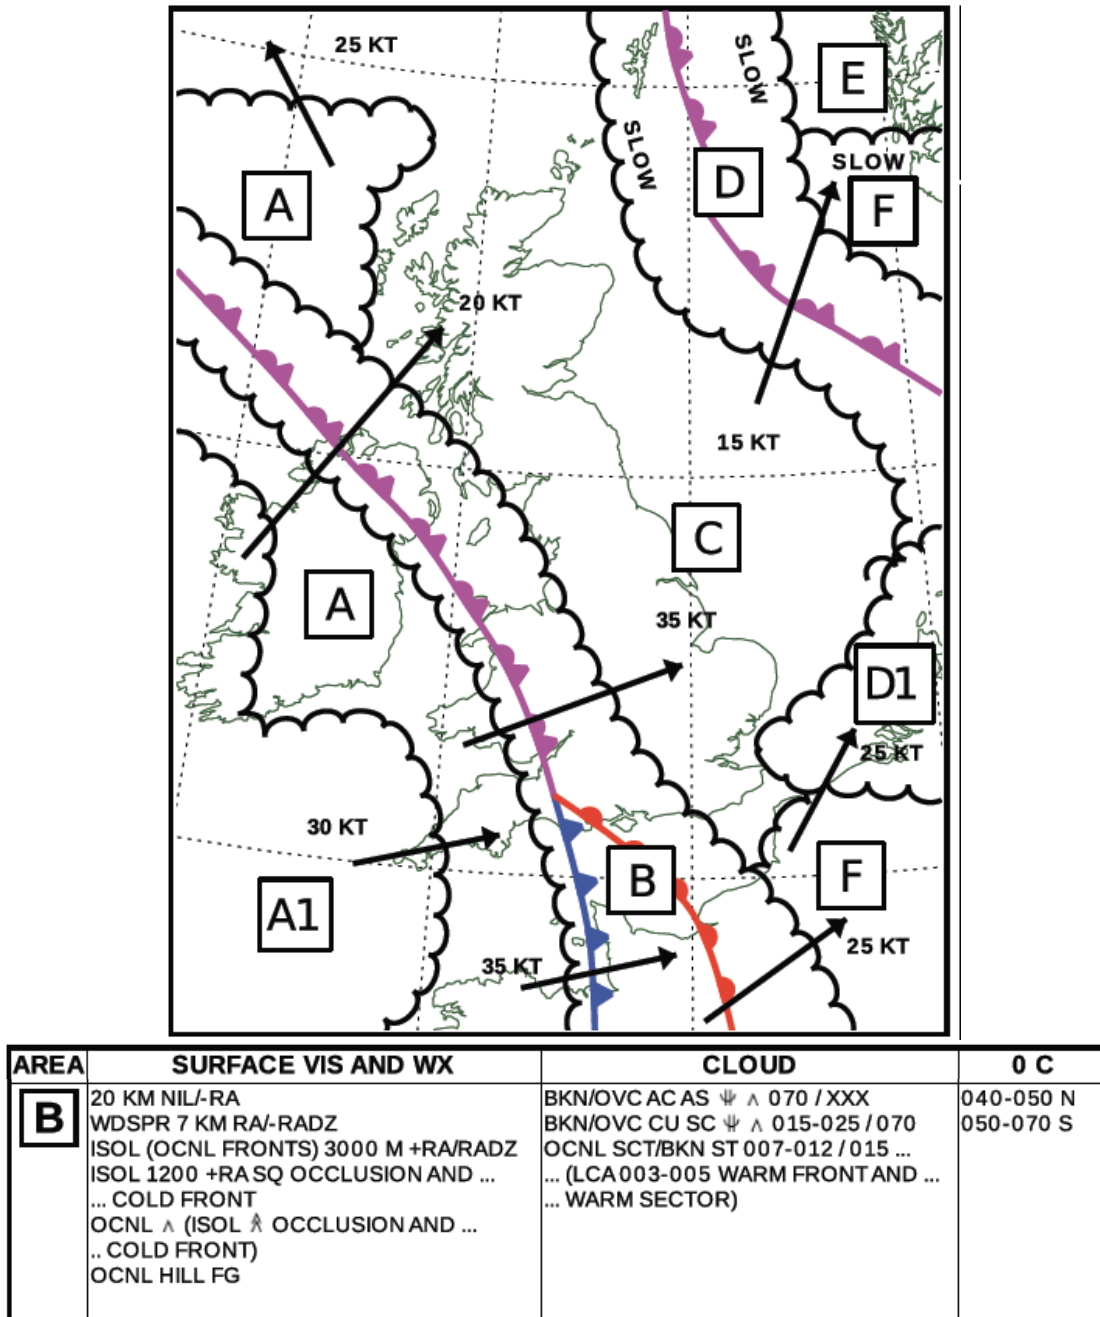 25 KT
SLOW
E
SLOW
SLOW
D
A
F
20 KT
15 KT
C
A
35 KT
D1
25 KT
30 KT
B
F
A1
25 KT
35 KT
AREA SURFACE VIS AND WX CLOUD 0 C
B
20 KM NIL/-RA
WDSPR 7 KM RA/-RADZ
ISOL (OCNL FRONTS) 3000 M +RA/RADZ
ISOL 1200 +RA SQ OCCLUSION AND ...
... COLD FRONT
OCNL (ISOL OCCLUSION AND ...
.. COLD FRONT)
OCNL HILL FG
BKN/OVC AC AS 070 / XXX
BKN/OVC CU SC 015-025 / 070
OCNL SCT/BKN ST 007-012 / 015 ...
... (LCA 003-005 WARM FRONT AND ...
... WARM SECTOR)
040-050 N
050-070 S